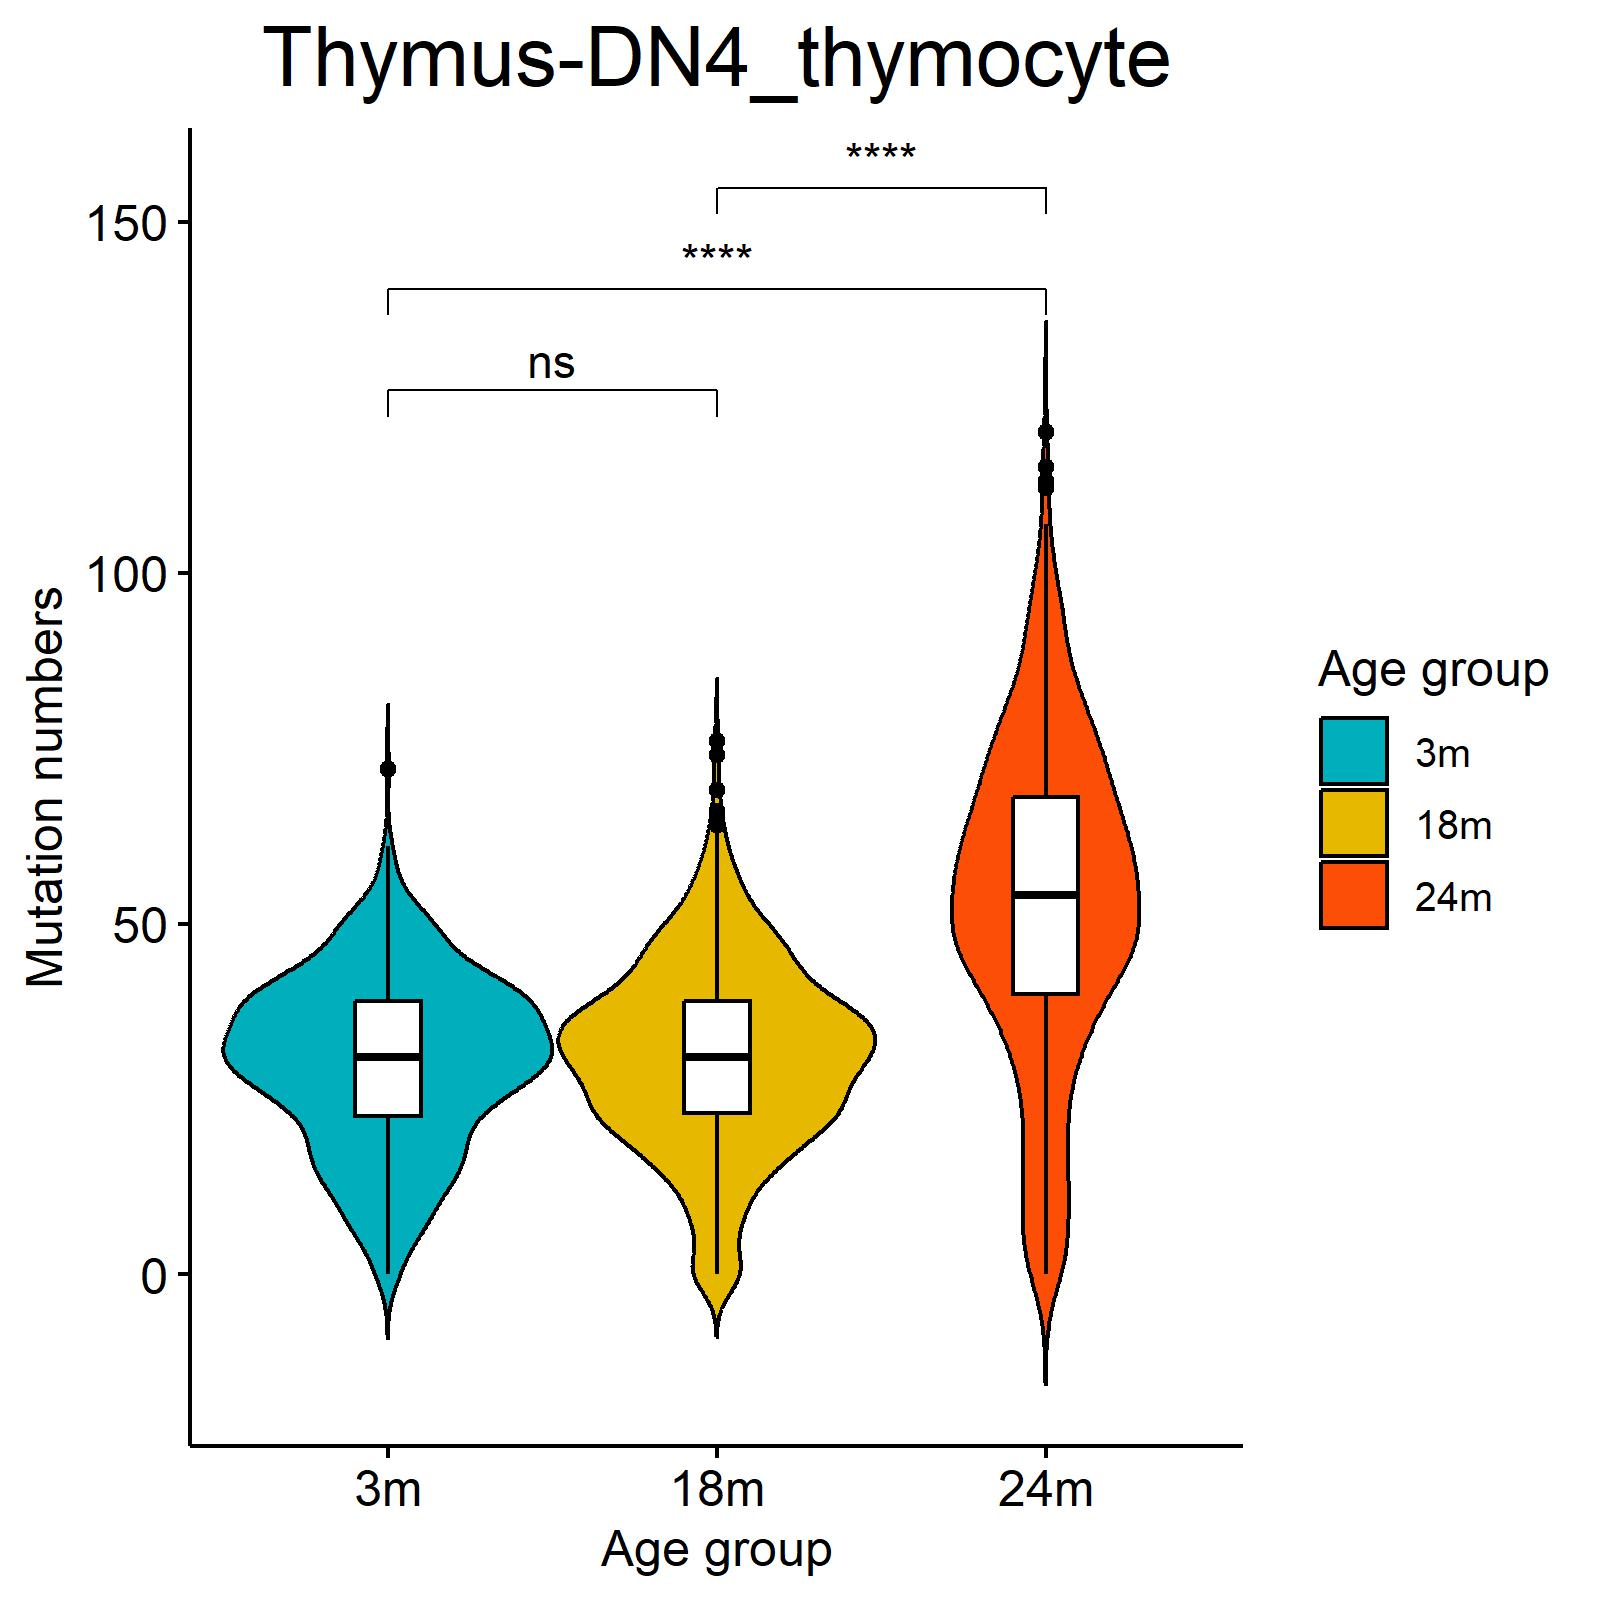 Thymus-DN4_thymocyte
****
****
ns
150
100
50
0
Mutation numbers
3m
18m
24m
Age group
Age group
3m
18m
24m